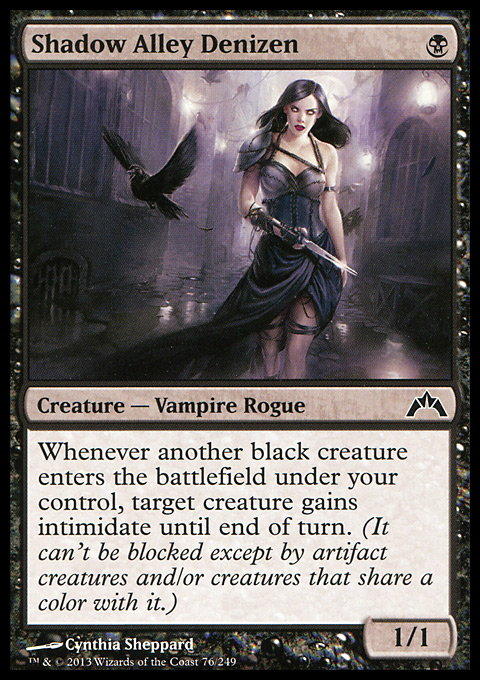 Shadow Alley Denizen
Creature — Vampire Rogue
Whenever another black creature
enters the battlefield under your
control, target creature gains
intimidate until end of turn. (It
can't be blocked except by artifact
creatures and/or creatures that share a
color with it.)
Cynthia Sheppard
1/1
™ & © 2013 Wizards of the Coast 76/249